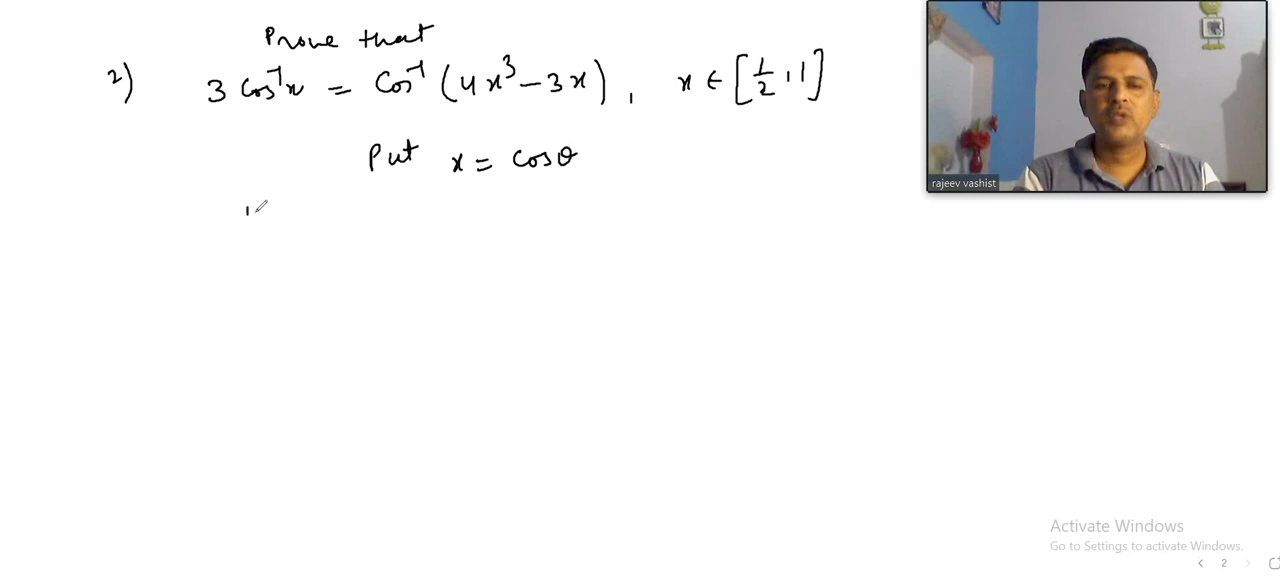 Prove that
2) 3 cos⁻¹x = cos⁻¹ (4x³ – 3x), x ∈ [1/2, 1]
Put x = cosθ
rajeev vashist
Activate Windows
Go to Settings to activate Windows.
2